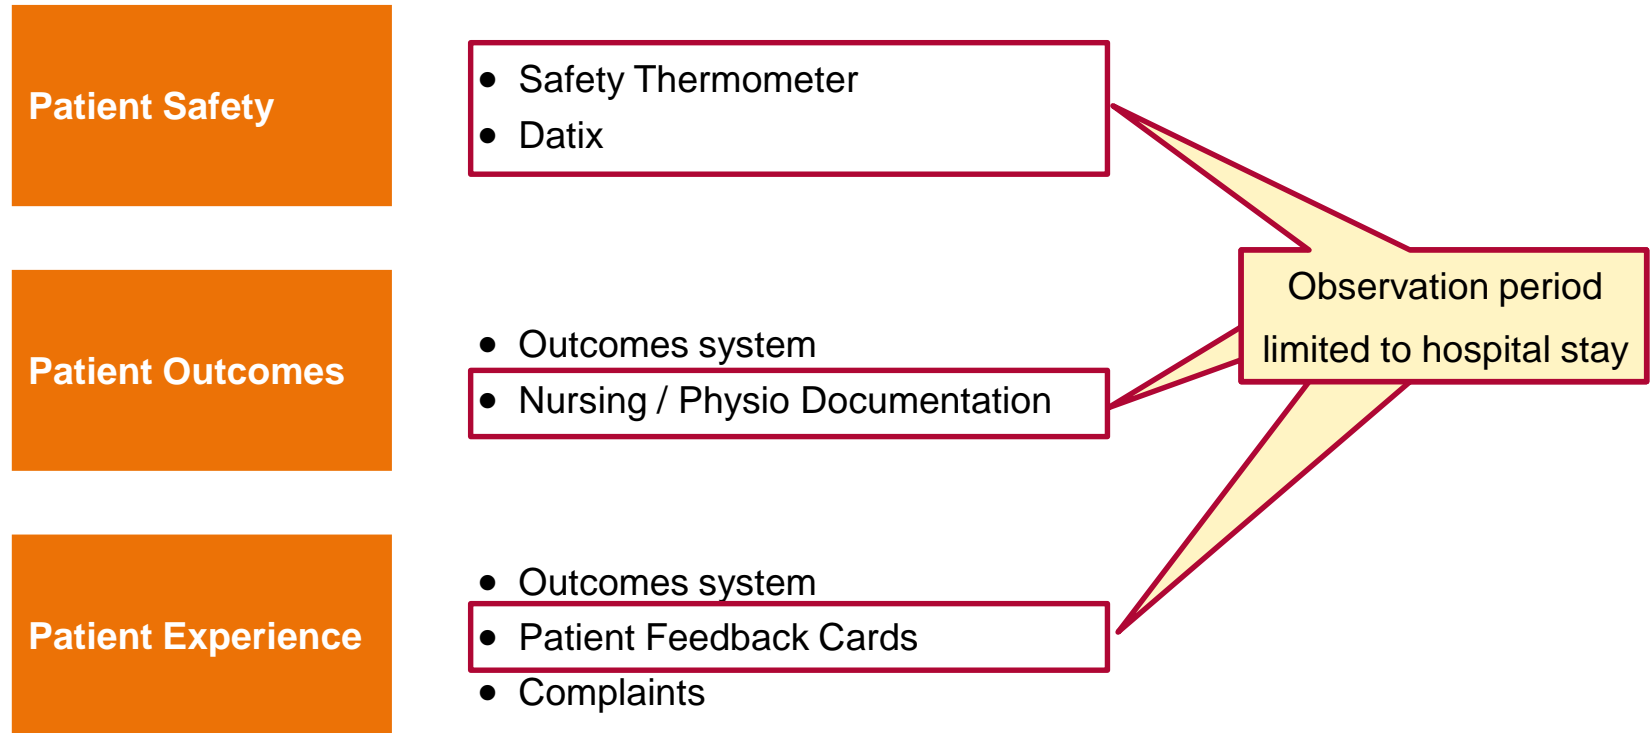 Patient Safety
• Safety Thermometer
• Datix
Observation period
limited to hospital stay
Patient Outcomes
• Outcomes system
• Nursing / Physio Documentation
Patient Experience
• Outcomes system
• Patient Feedback Cards
• Complaints